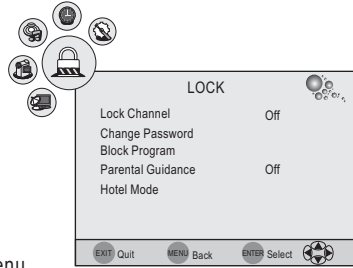 LOCK
Lock Channel Off
Change Password
Block Program
Parental Guidance Off
Hotel Mode
EXIT Quit MENU Back ENTER Select
enu